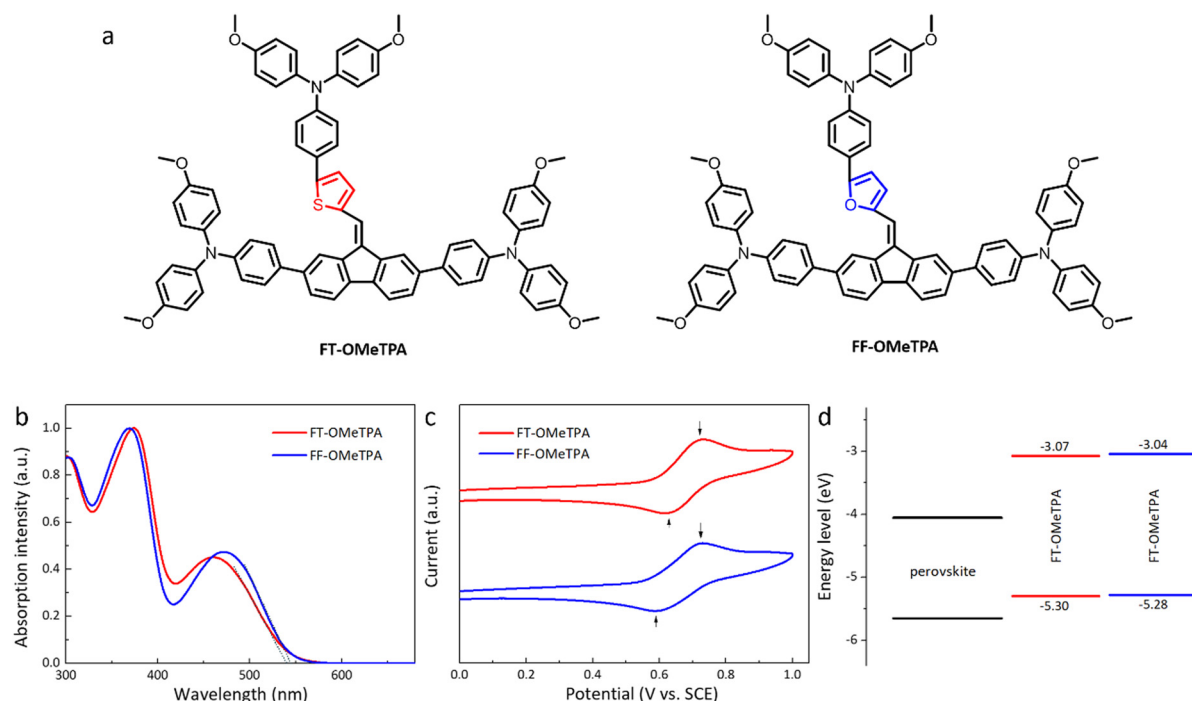 a
O
O
O
O
N
N
O
O
S
O
O
N
N
N
N
O
O
O
O
FT-OMeTPA
FF-OMeTPA
b
1.0
0.8
0.6
0.4
0.2
0.0
FT-OMeTPA
FF-OMeTPA
300
400
500
600
Absorption intensity (a.u.)
Wavelength (nm)
c
FT-OMeTPA
FF-OMeTPA
0.0
0.2
0.4
0.6
0.8
1.0
Current (a.u.)
Potential (V vs. SCE)
d
-3
-4
-5
-6
Energy level (eV)
perovskite
-3.07
FT-OMeTPA
-5.30
-3.04
FT-OMeTPA
-5.28